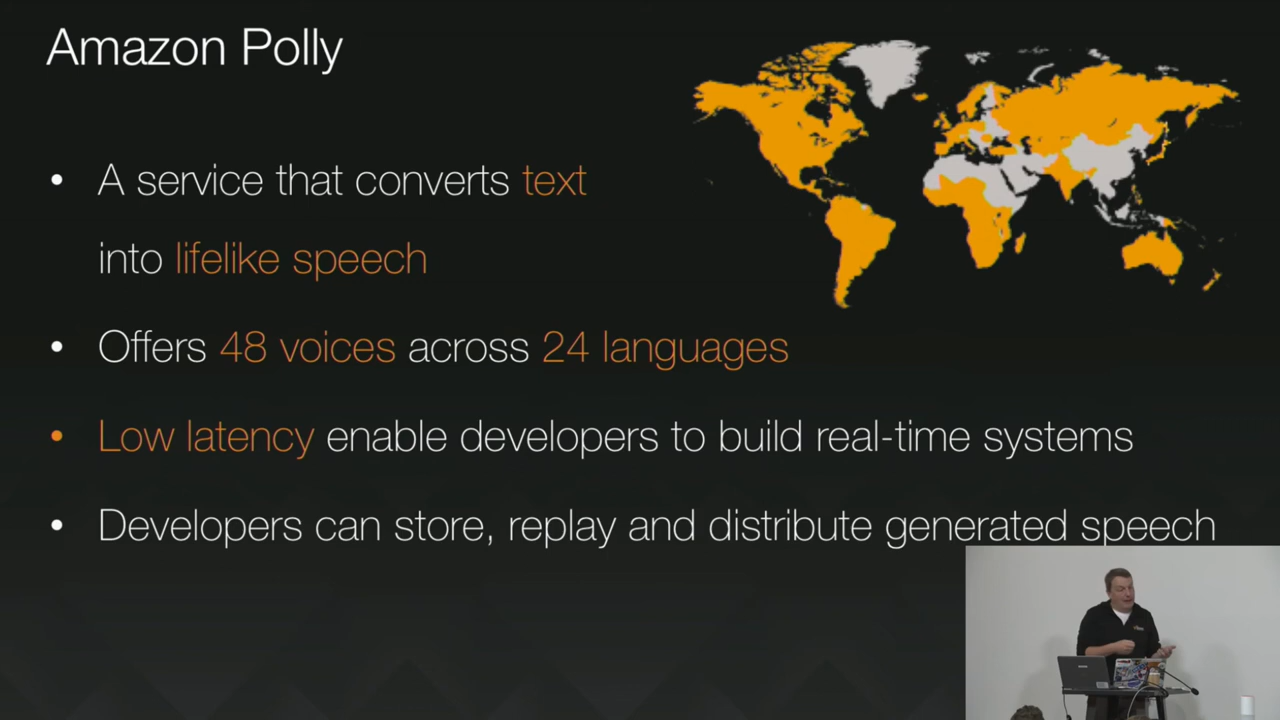 Amazon Polly
• A service that converts text
into lifelike speech
• Offers 48 voices across 24 languages
• Low latency enable developers to build real-time systems
• Developers can store, replay and distribute generated speech